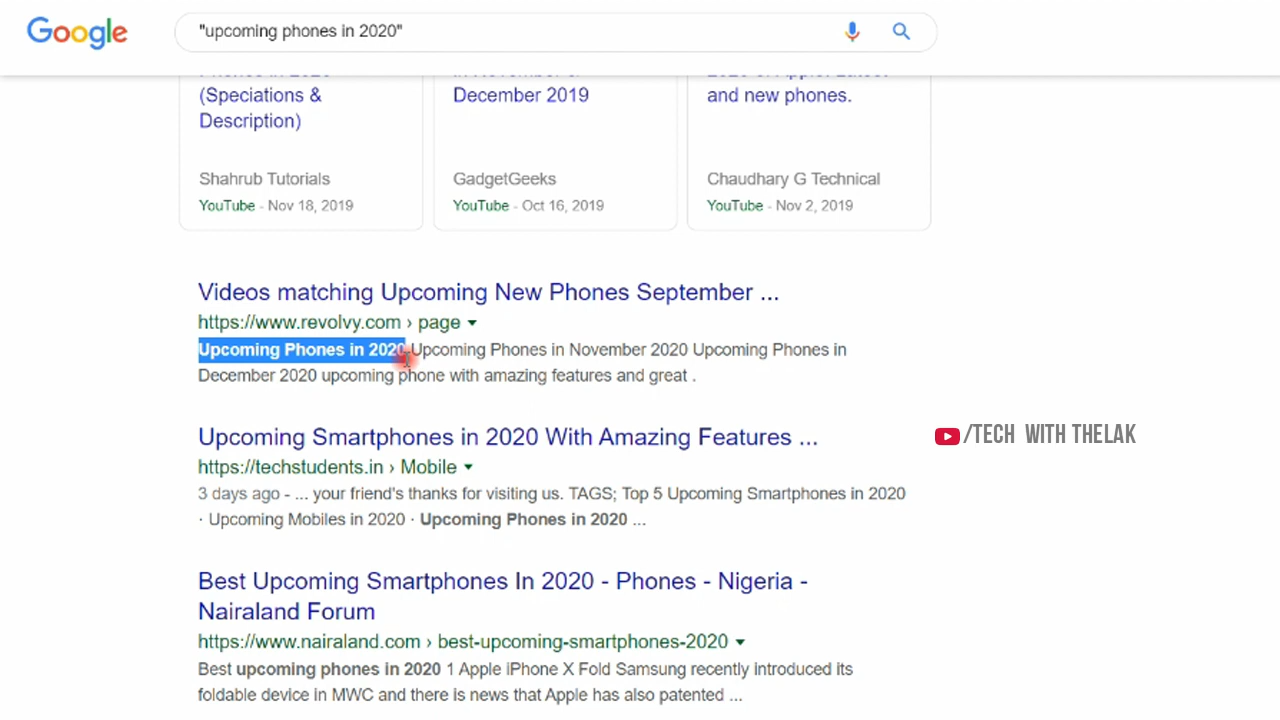 Google
"upcoming phones in 2020"
Phones in 2020
in November &
(Speciations &
December 2019
and new phones.
Description)
Shahrub Tutorials
GadgetGeeks
Chaudhary G Technical
YouTube - Nov 18, 2019
YouTube - Oct 16, 2019
YouTube - Nov 2, 2019
Videos matching Upcoming New Phones September ...
https://www.revolvy.com › page
Upcoming Phones in 2020 Upcoming Phones in November 2020 Upcoming Phones in
December 2020 upcoming phone with amazing features and great .
Upcoming Smartphones in 2020 With Amazing Features ...
/TECH WITH THELAK
https://techstudents.in › Mobile
3 days ago - ... your friend's thanks for visiting us. TAGS; Top 5 Upcoming Smartphones in 2020
· Upcoming Mobiles in 2020 · Upcoming Phones in 2020 ...
Best Upcoming Smartphones In 2020 - Phones - Nigeria -
Nairaland Forum
https://www.nairaland.com › best-upcoming-smartphones-2020
Best upcoming phones in 2020 1 Apple iPhone X Fold Samsung recently introduced its
foldable device in MWC and there is news that Apple has also patented ...